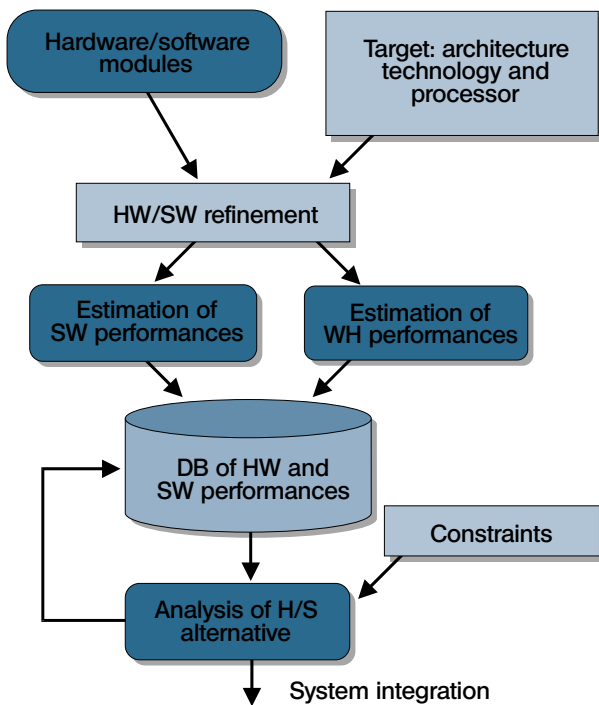 Hardware/software
modules
Target: architecture
technology and
processor
HW/SW refinement
Estimation of
SW performances
Estimation of
WH performances
DB of HW and
SW performances
Constraints
Analysis of H/S
alternative
System integration